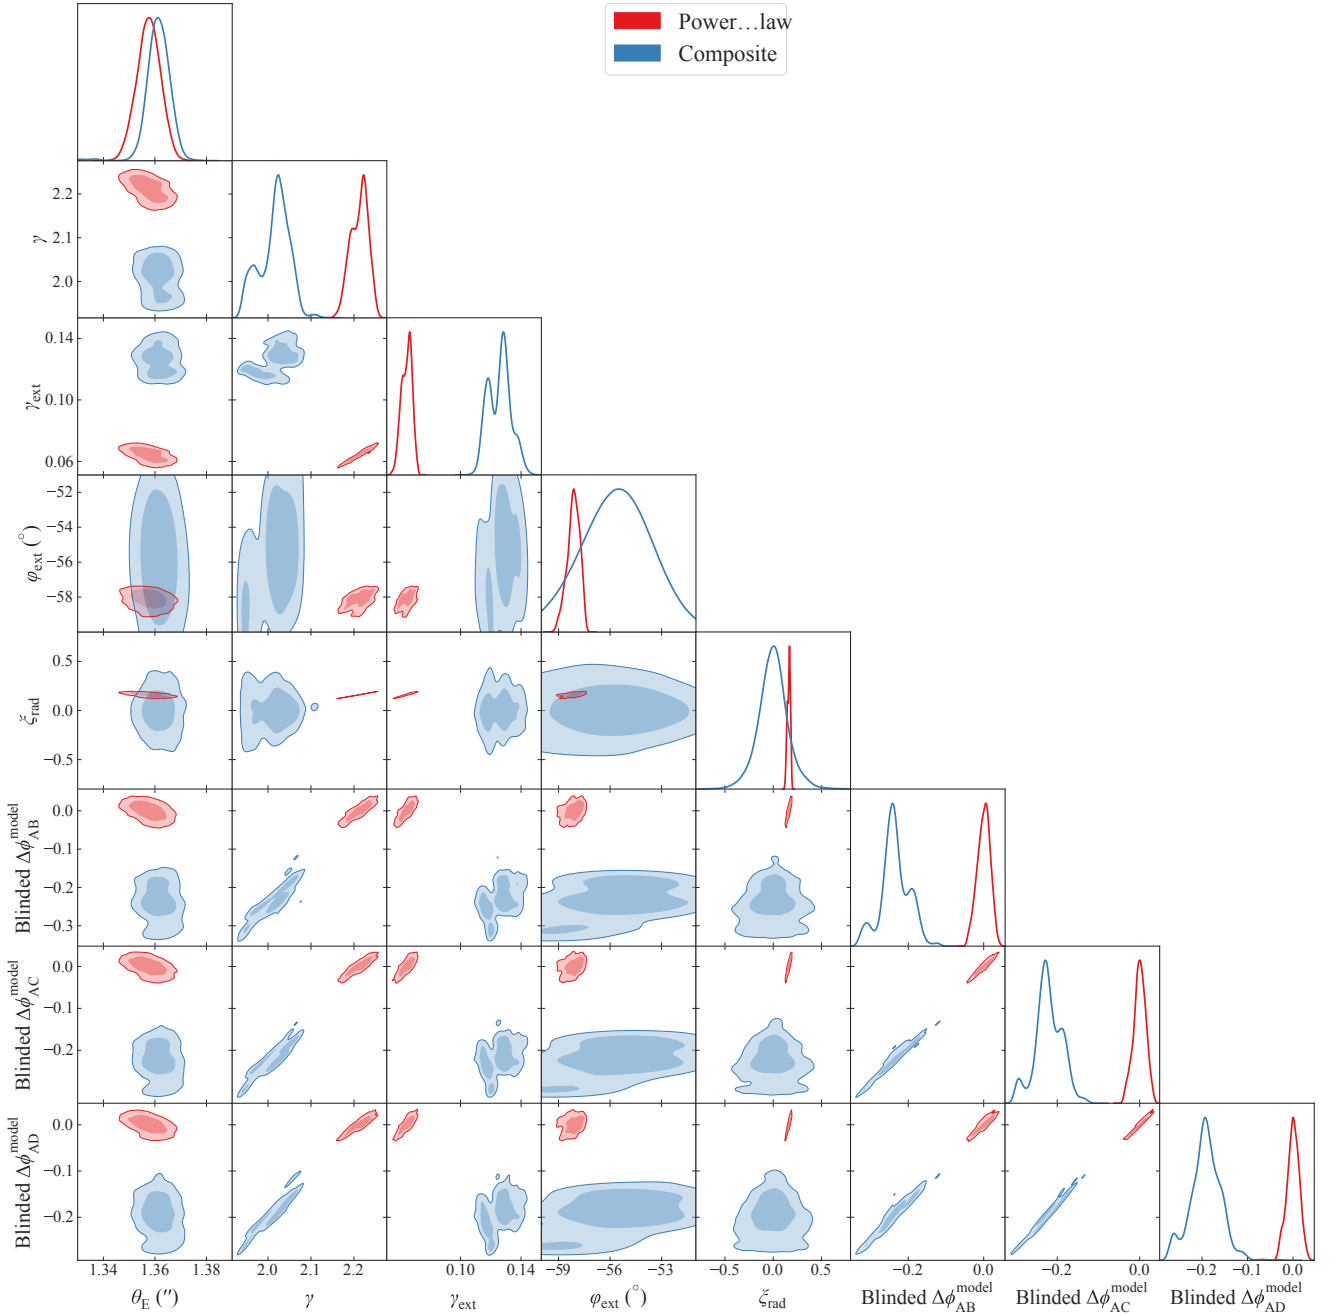 Power…law
Composite
2.2
2.1
2.0
γ
0.14
0.10
0.06
γext
−52
−54
−56
−58
φext (°)
0.5
0.0
−0.5
ξrad
0.0
−0.1
−0.2
−0.3
Blinded Δϕ^model_AB
0.0
−0.1
−0.2
Blinded Δϕ^model_AC
0.0
−0.1
−0.2
Blinded Δϕ^model_AD
1.34 1.36 1.38 2.0 2.1 2.2 0.10 0.14 −59 −56 −53 −0.5 0.0 0.5 −0.2 0.0 −0.2 −0.1 0.0 −0.2 −0.1 0.0
θE (″) γ γext φext (°) ξrad Blinded Δϕ^model_AB Blinded Δϕ^model_AC Blinded Δϕ^model_AD